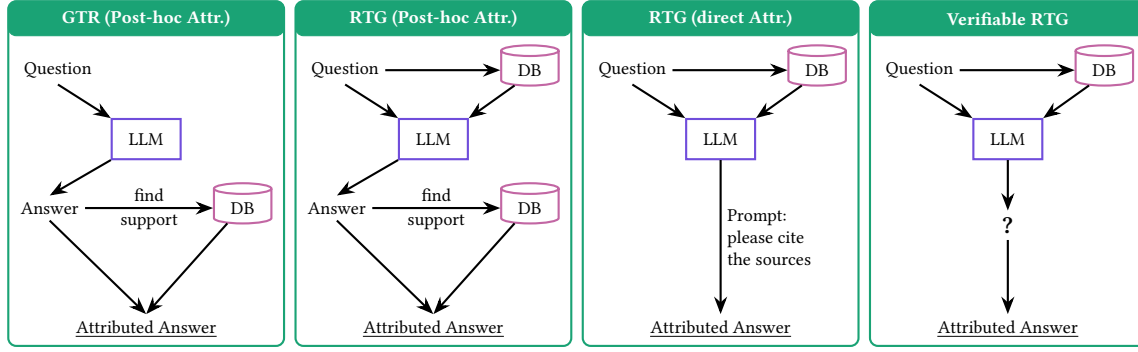 GTR (Post-hoc Attr.)
Question
LLM
Answer
find
support
DB
Attributed Answer
RTG (Post-hoc Attr.)
Question
DB
LLM
Answer
find
support
DB
Attributed Answer
RTG (direct Attr.)
Question
DB
LLM
Prompt:
please cite
the sources
Attributed Answer
Verifiable RTG
Question
DB
LLM
?
Attributed Answer